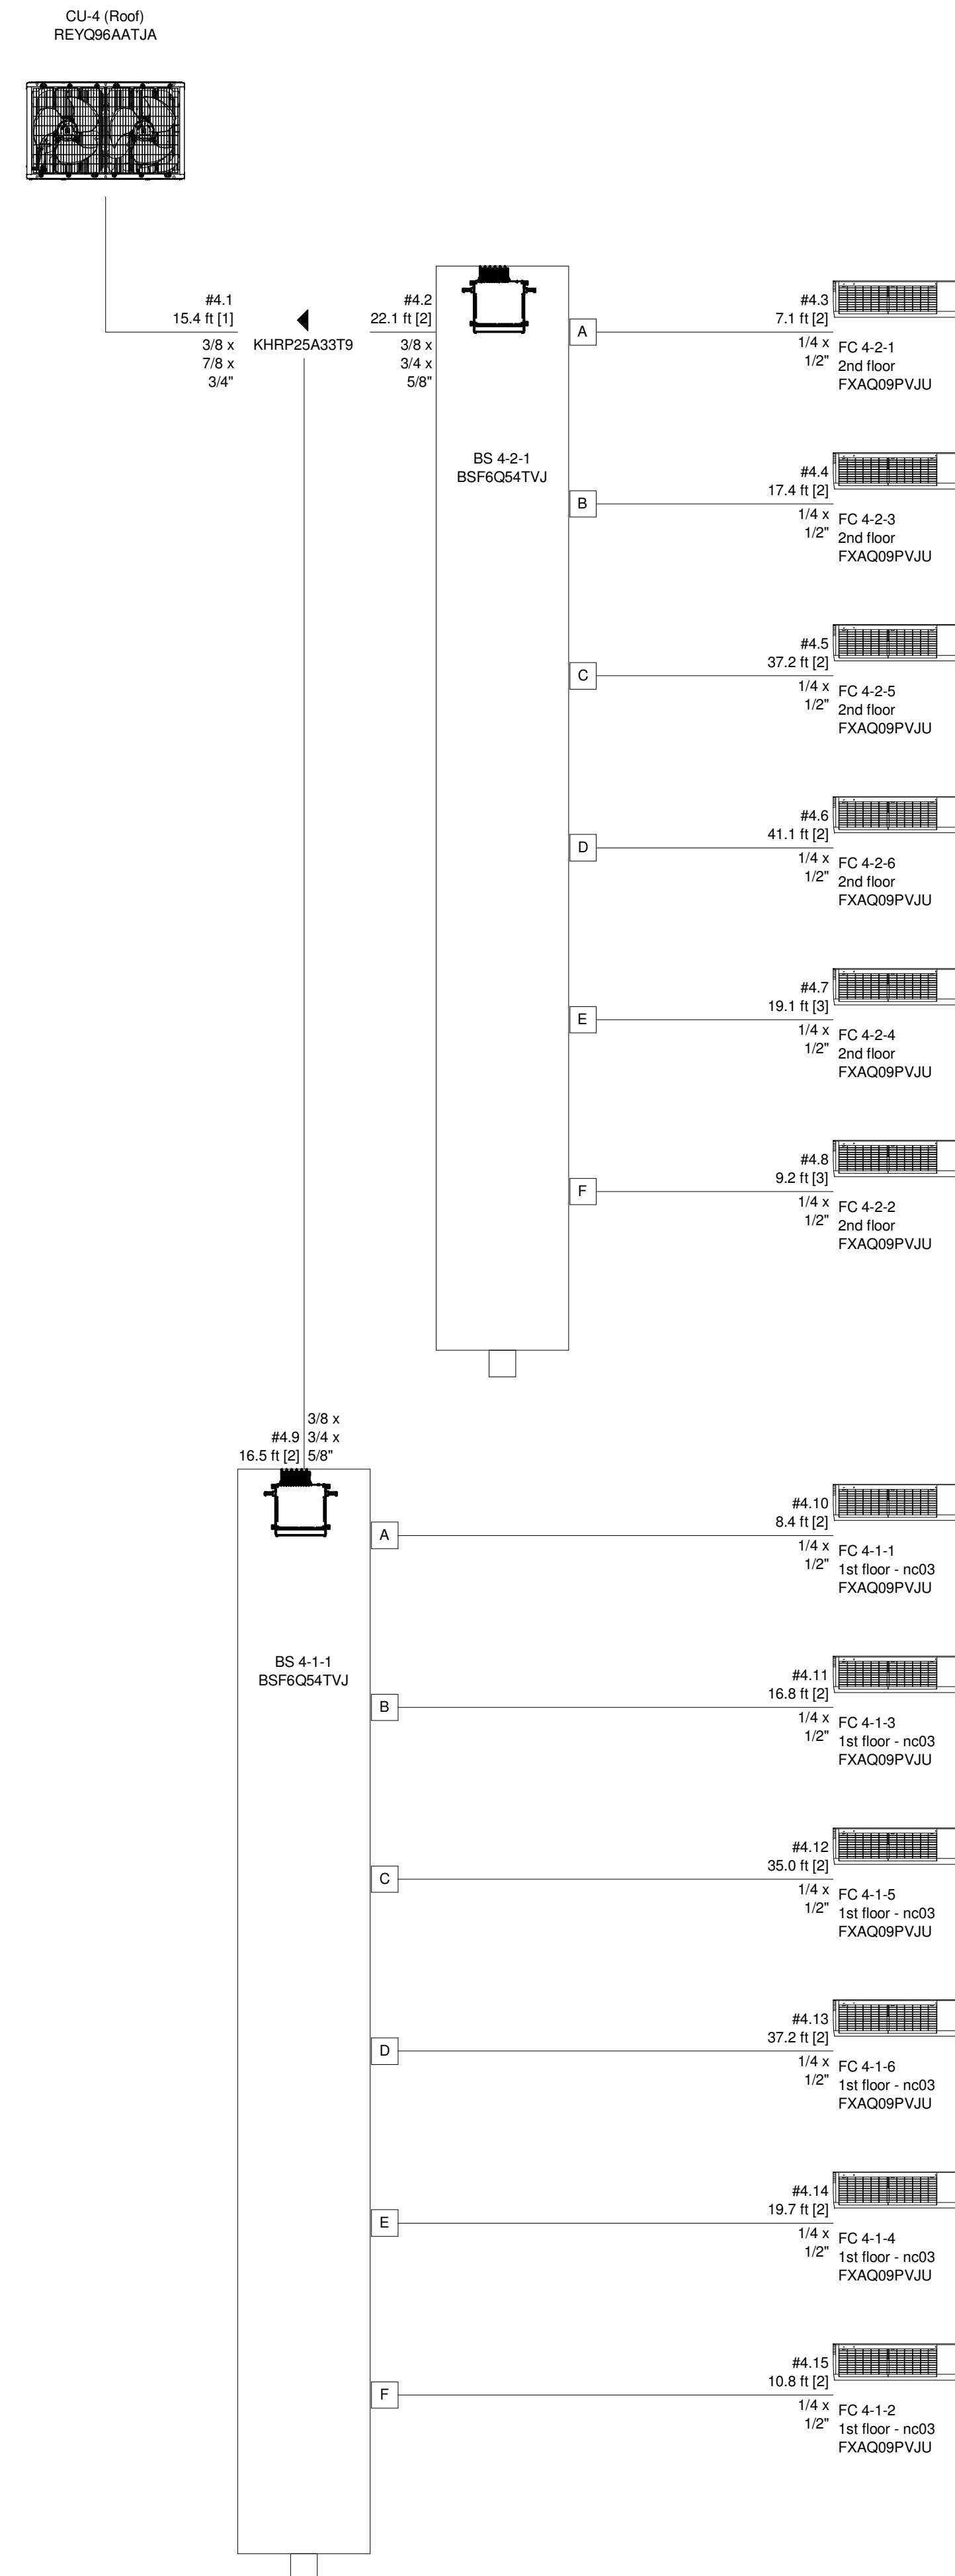 CU-4 (Roof)
REYQ96AATJA
#4.1
15.4 ft [1]
3/8 x
7/8 x
3/4"
KHRP25A33T9
#4.2
22.1 ft [2]
3/8 x
3/4 x
5/8"
BS 4-2-1
BSF6Q54TVJ
A
#4.3
7.1 ft [2]
1/4 x
1/2"
FC 4-2-1
2nd floor
FXAQ09PVJU
B
#4.4
17.4 ft [2]
1/4 x
1/2"
FC 4-2-3
2nd floor
FXAQ09PVJU
C
#4.5
37.2 ft [2]
1/4 x
1/2"
FC 4-2-5
2nd floor
FXAQ09PVJU
D
#4.6
41.1 ft [2]
1/4 x
1/2"
FC 4-2-6
2nd floor
FXAQ09PVJU
E
#4.7
19.1 ft [3]
1/4 x
1/2"
FC 4-2-4
2nd floor
FXAQ09PVJU
F
#4.8
9.2 ft [3]
1/4 x
1/2"
FC 4-2-2
2nd floor
FXAQ09PVJU
#4.9
16.5 ft [2]
3/8 x
3/4 x
5/8"
BS 4-1-1
BSF6Q54TVJ
A
#4.10
8.4 ft [2]
1/4 x
1/2"
FC 4-1-1
1st floor - nc03
FXAQ09PVJU
B
#4.11
16.8 ft [2]
1/4 x
1/2"
FC 4-1-3
1st floor - nc03
FXAQ09PVJU
C
#4.12
35.0 ft [2]
1/4 x
1/2"
FC 4-1-5
1st floor - nc03
FXAQ09PVJU
D
#4.13
37.2 ft [2]
1/4 x
1/2"
FC 4-1-6
1st floor - nc03
FXAQ09PVJU
E
#4.14
19.7 ft [2]
1/4 x
1/2"
FC 4-1-4
1st floor - nc03
FXAQ09PVJU
F
#4.15
10.8 ft [2]
1/4 x
1/2"
FC 4-1-2
1st floor - nc03
FXAQ09PVJU